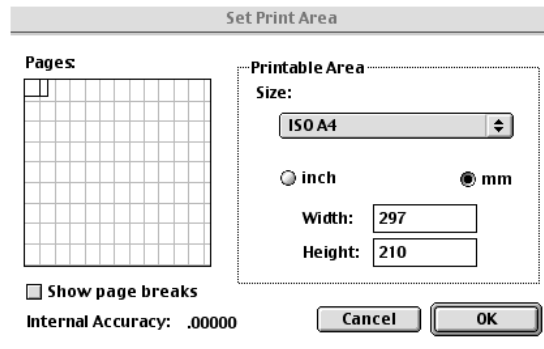 Set Print Area
Pages:
Printable Area
Size:
ISO A4
inch
mm
Width: 297
Height: 210
Show page breaks
Internal Accuracy: .00000
Cancel
OK